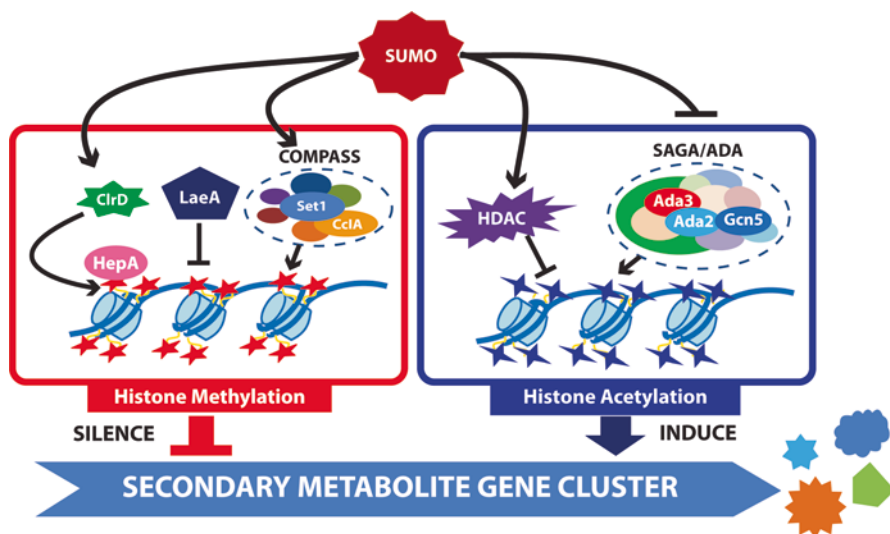 SUMO
COMPASS
SAGA/ADA
ClrD
LaeA
Set1
CclA
HDAC
Ada3
Ada2
Gcn5
HepA
Histone Methylation
Histone Acetylation
SILENCE
INDUCE
SECONDARY METABOLITE GENE CLUSTER